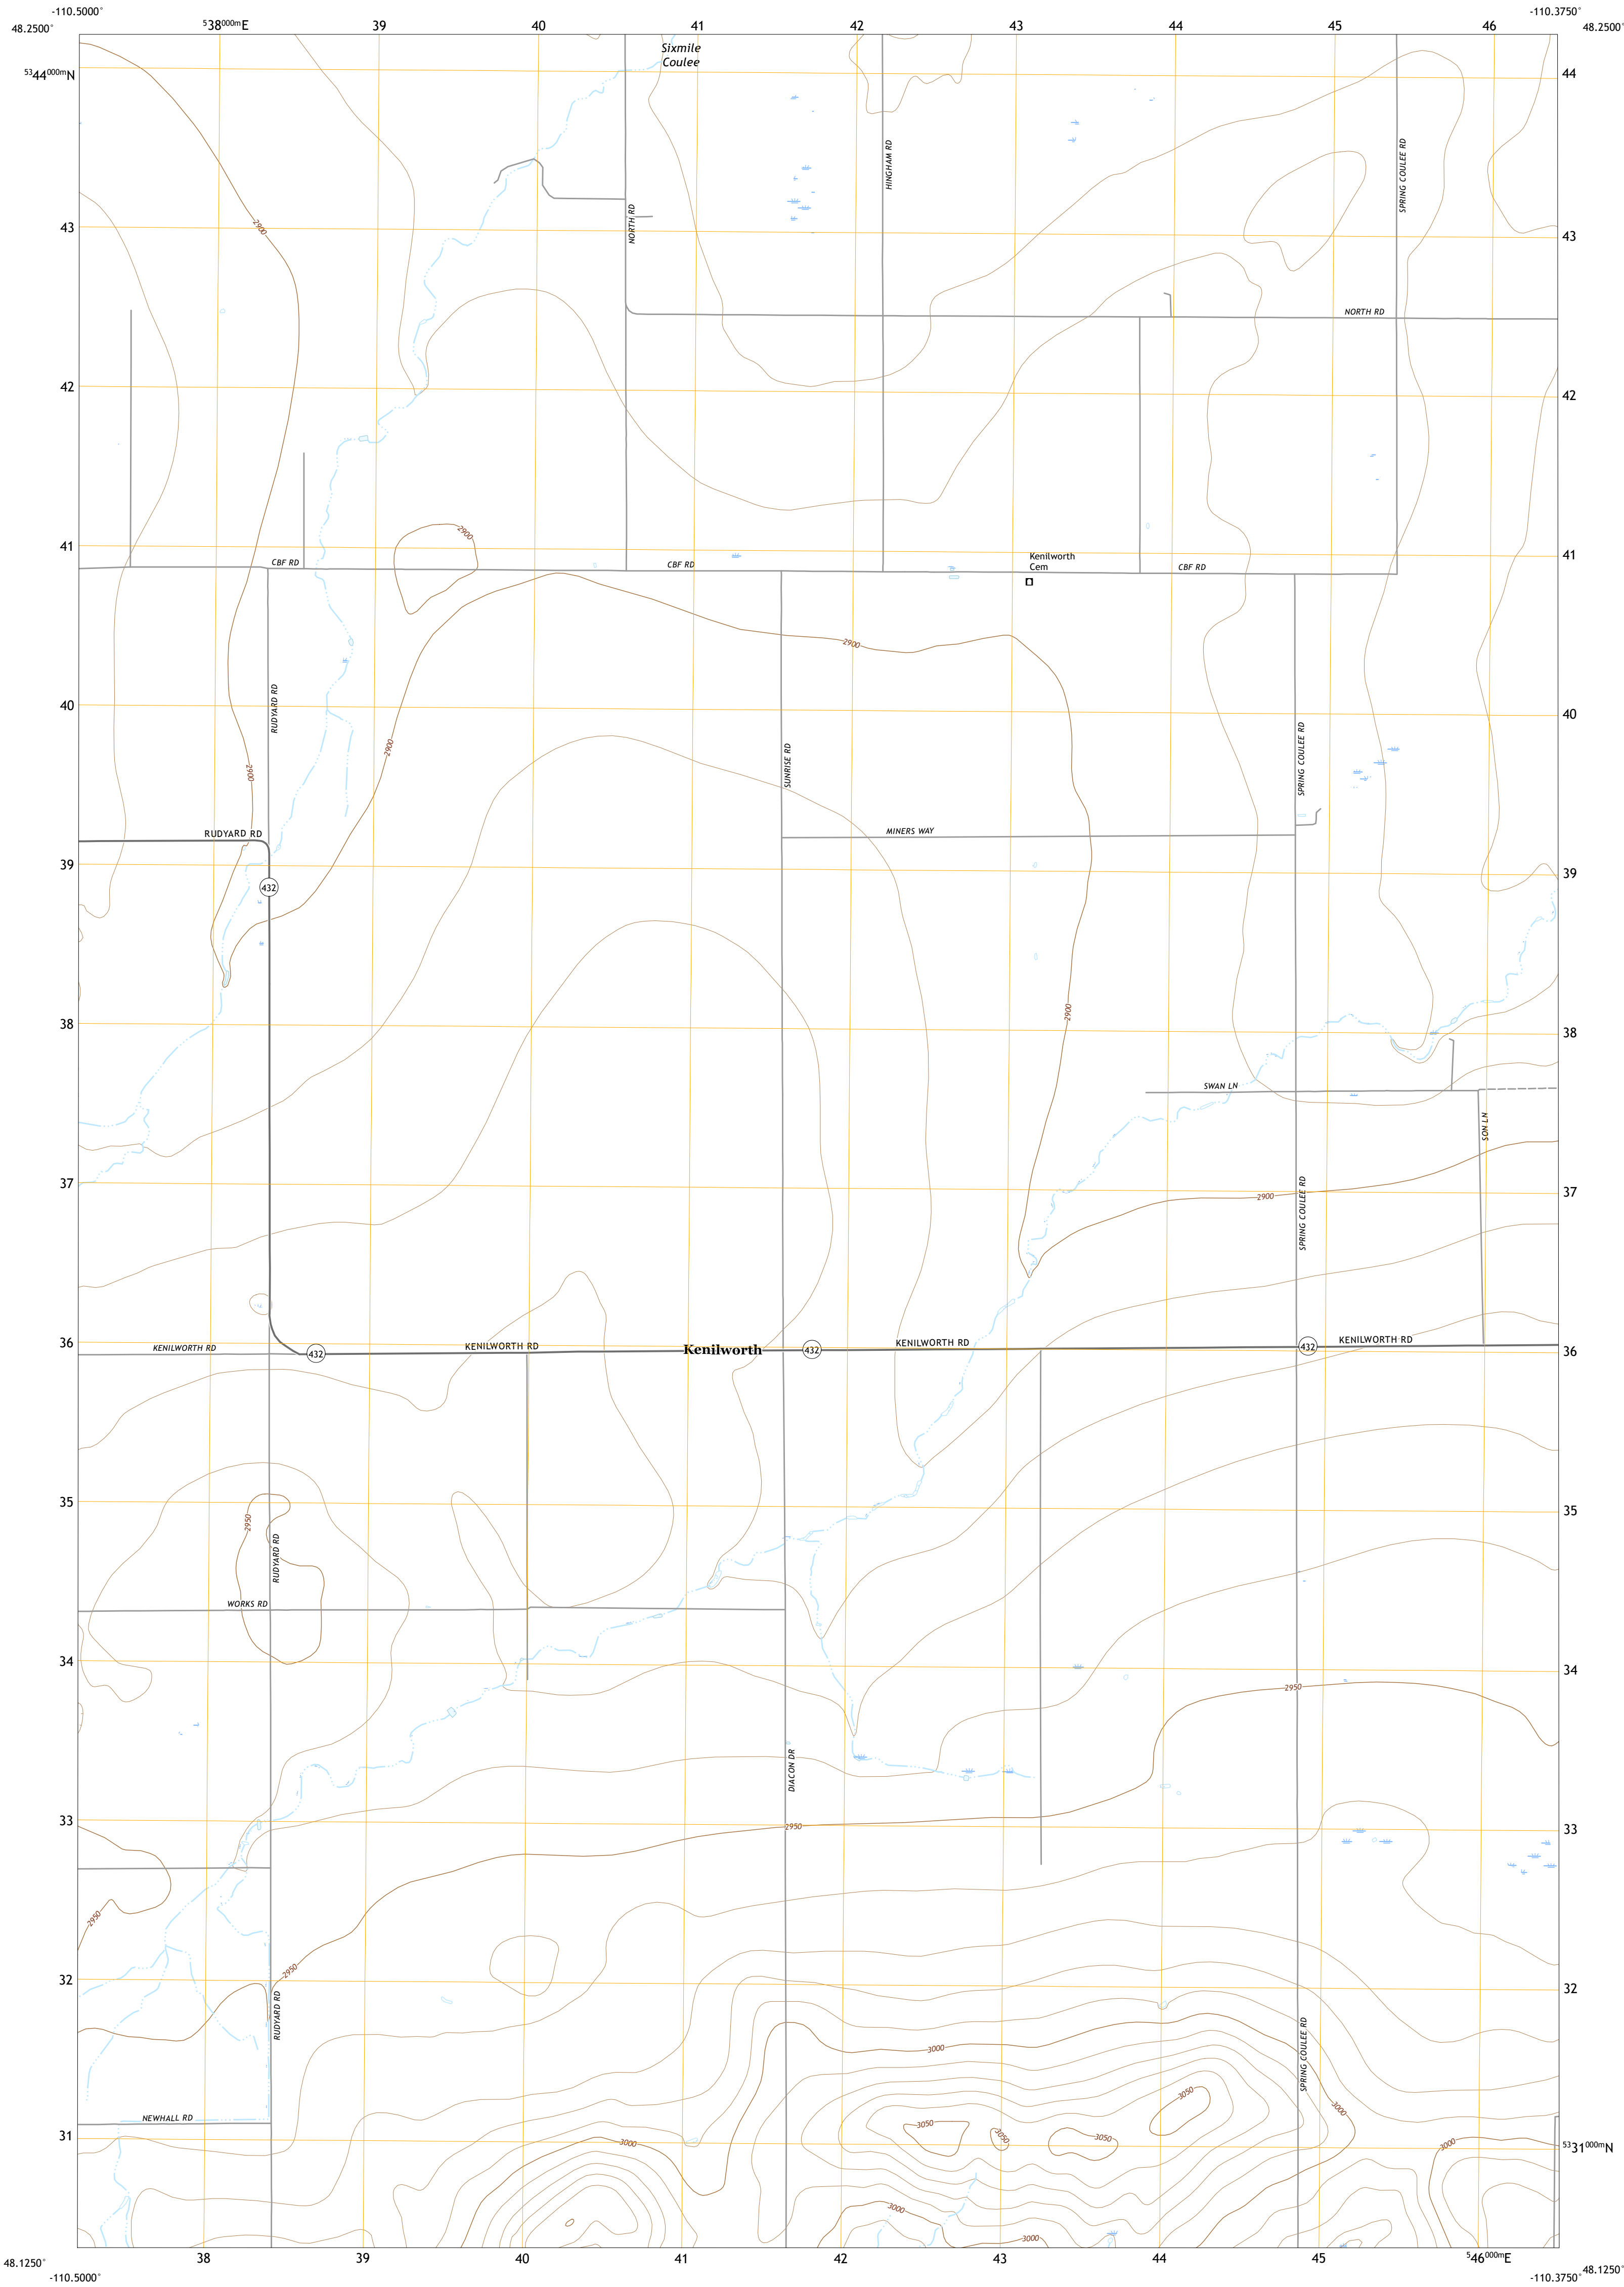 -110.5000°
-110.3750°
48.2500°
⁵38⁰⁰⁰ᵐE
39
40
41
42
43
44
45
46
48.2500°
Sixmile
Coulee
⁵³44⁰⁰⁰ᵐN
44
HINGHAM RD
SPRING COULEE RD
NORTH RD
2900
43
43
NORTH RD
42
42
2900
41
41
CBF RD
CBF RD
Kenilworth
Cem
CBF RD
2900
RUDYARD RD
40
40
2900
2900
SUNRISE RD
SPRING COULEE RD
RUDYARD RD
MINERS WAY
39
39
432
2900
38
38
SWAN LN
SON LN
37
37
2900
SPRING COULEE RD
36
KENILWORTH RD
432
KENILWORTH RD
Kenilworth
432
KENILWORTH RD
432
KENILWORTH RD
36
35
35
2950
RUDYARD RD
WORKS RD
34
34
2950
DIACON DR
33
2950
33
2950
2950
32
32
RUDYARD RD
SPRING COULEE RD
3000
3050
3000
NEWHALL RD
3050
3050
3050
31
3000
3000
⁵³31⁰⁰⁰ᵐN
3000
3000
48.1250°
38
39
40
41
42
43
44
45
⁵46⁰⁰⁰ᵐE
48.1250°
-110.5000°
-110.3750°